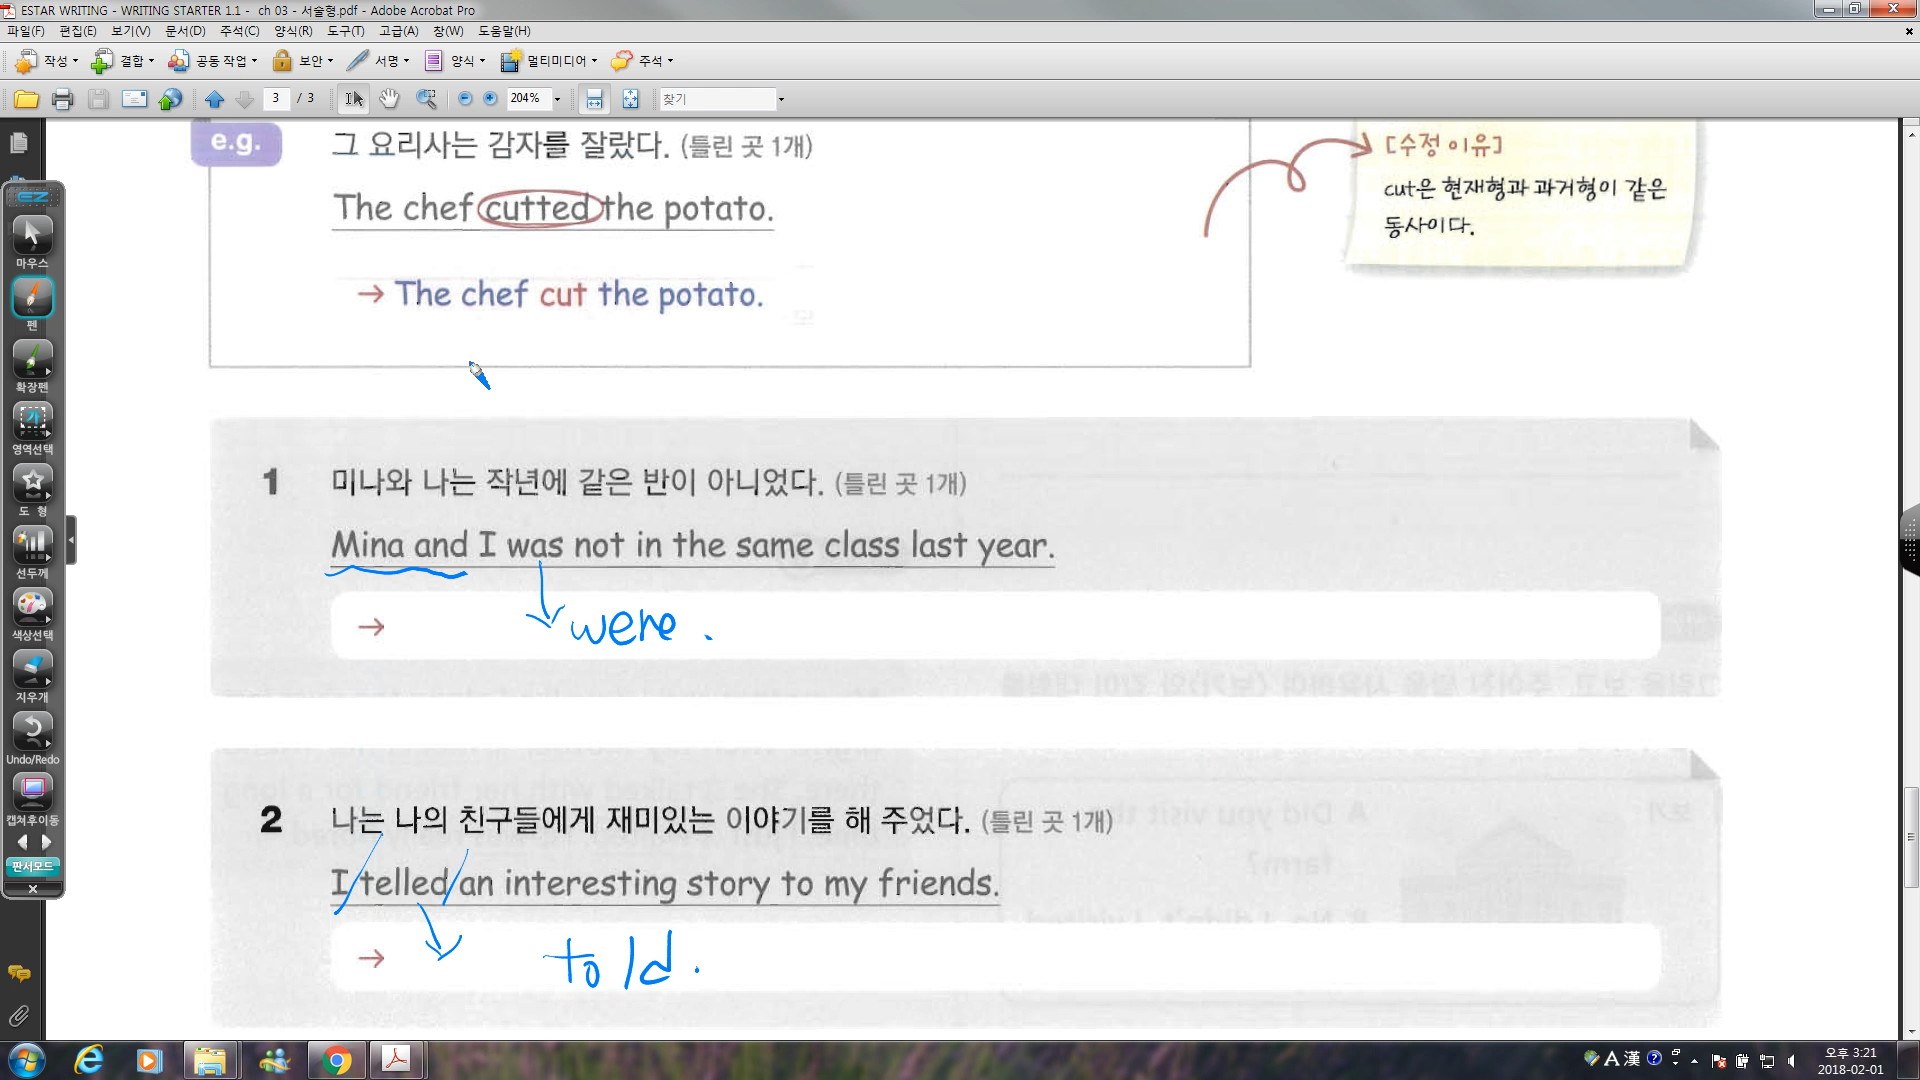 ESTAR WRITING - WRITING STARTER 1.1 - ch 03 - 서술형.pdf - Adobe Acrobat Pro
파일(F) 편집(E) 보기(V) 문서(D) 주석(C) 양식(R) 도구(T) 고급(A) 창(W) 도움말(H)
작성 결합 공동 작업 보안 서명 양식 멀티미디어 주석
3 / 3 204% 찾기
e.g. 그 요리사는 감자를 잘랐다. (틀린 곳 1개)
The chef cutted the potato.
→ The chef cut the potato.
[수정 이유]
cut은 현재형과 과거형이 같은
동사이다.
1 미나와 나는 작년에 같은 반이 아니었다. (틀린 곳 1개)
Mina and I was not in the same class last year.
→ were.
2 나는 나의 친구들에게 재미있는 이야기를 해 주었다. (틀린 곳 1개)
I telled an interesting story to my friends.
→ told.
EZ
마우스
펜
확장펜
영역선택
도 형
선두께
색상선택
지우개
Undo/Redo
캡쳐후이동
판서모드
A 漢
오후 3:21
2018-02-01